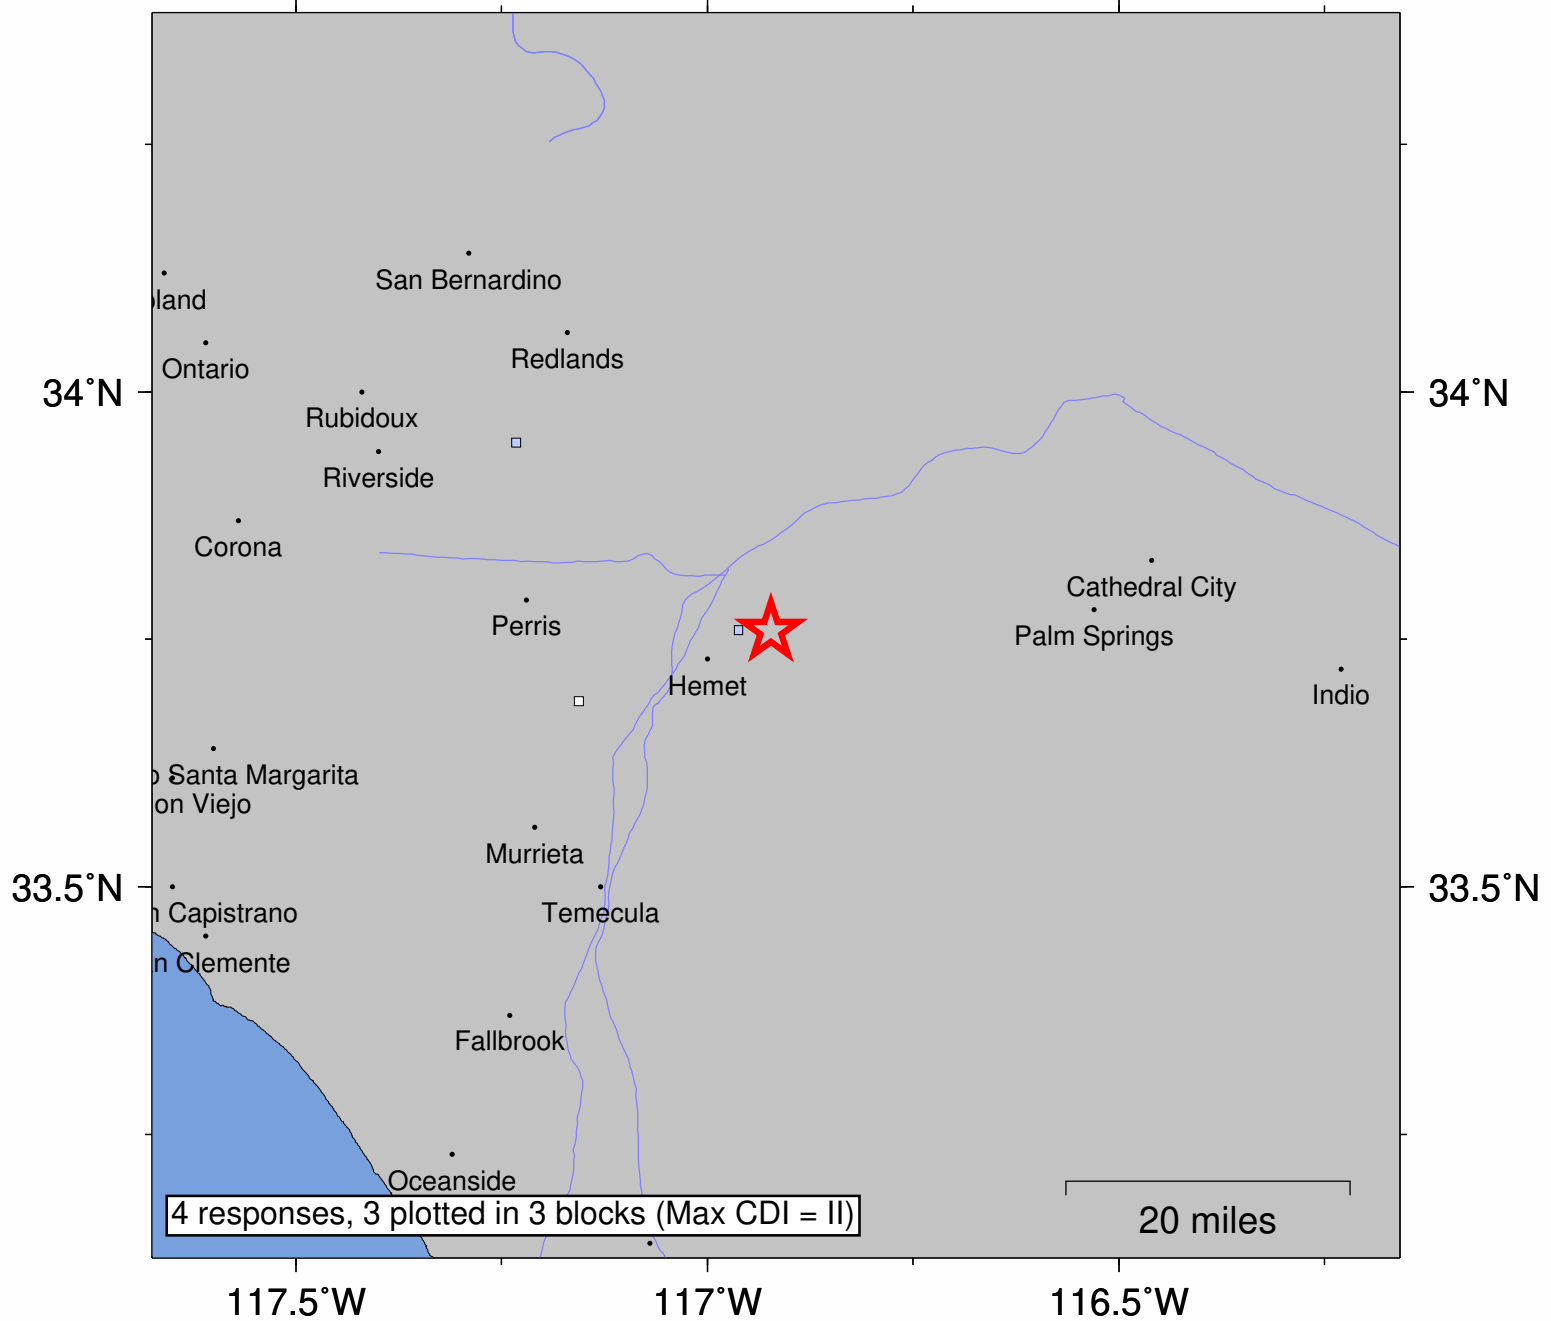 San Bernardino
land
Ontario
Redlands
34°N
34°N
Rubidoux
Riverside
Corona
Cathedral City
Perris
Palm Springs
Hemet
Indio
Santa Margarita
on Viejo
Murrieta
33.5°N
33.5°N
Capistrano
Temecula
n Clemente
Fallbrook
Oceanside
4 responses, 3 plotted in 3 blocks (Max CDI = II)
20 miles
117.5°W
117°W
116.5°W